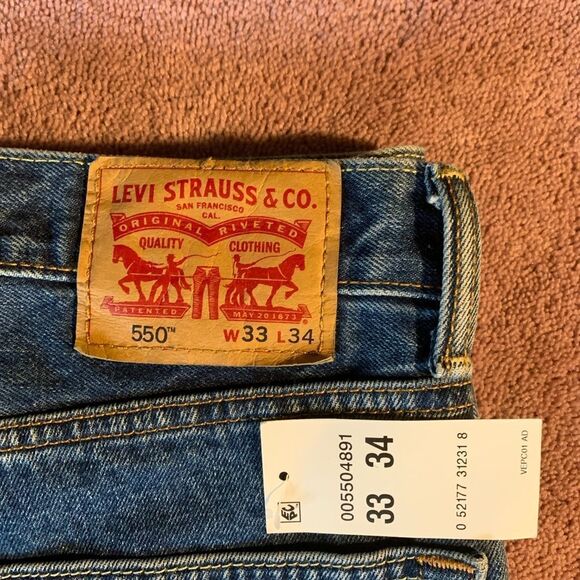 LEVI STRAUSS & CO.
SAN FRANCISCO
CAL.
ORIGINAL RIVETED
QUALITY CLOTHING
PATENTED MAY 20 1873 ®
550™ W33 L34
005504891
33 34
0 52177 31231 8
VEPC01 AD